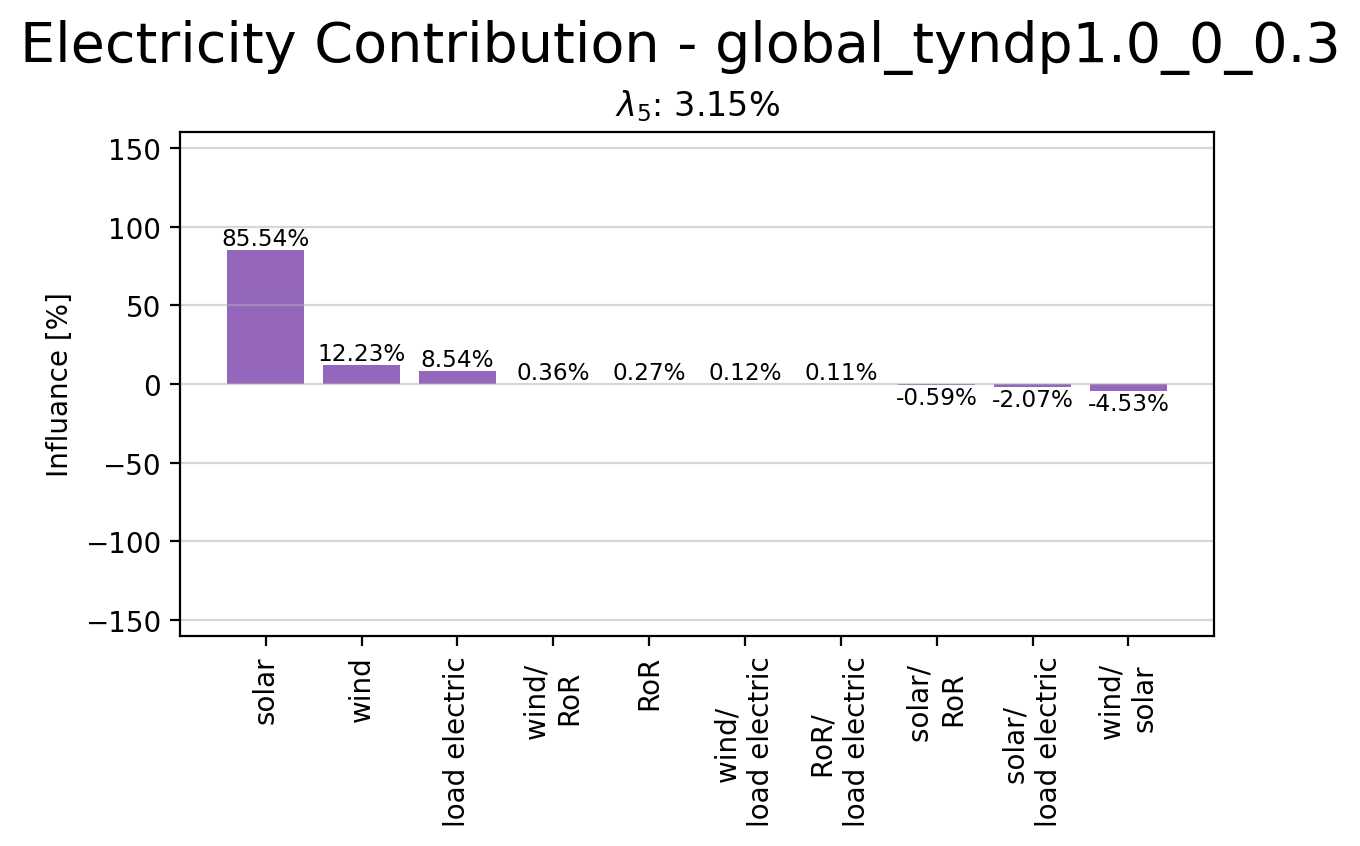 Electricity Contribution - global_tyndp1.0_0_0.3
λ₅: 3.15%
Influance [%]
150
100
50
0
−50
−100
−150
85.54%
12.23%
8.54%
0.36%
0.27%
0.12%
0.11%
-0.59%
-2.07%
-4.53%
solar
wind
load electric
wind/
RoR
RoR
wind/
load electric
RoR/
load electric
solar/
RoR
solar/
load electric
wind/
solar